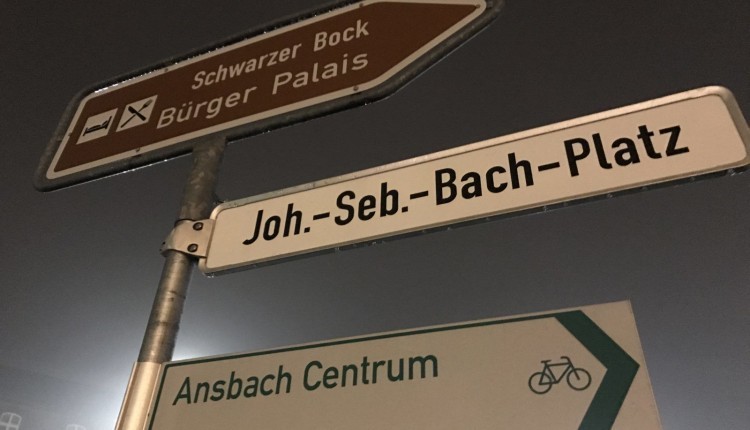 Schwarzer Bock
Bürger Palais
Joh.-Seb.-Bach-Platz
Ansbach Centrum